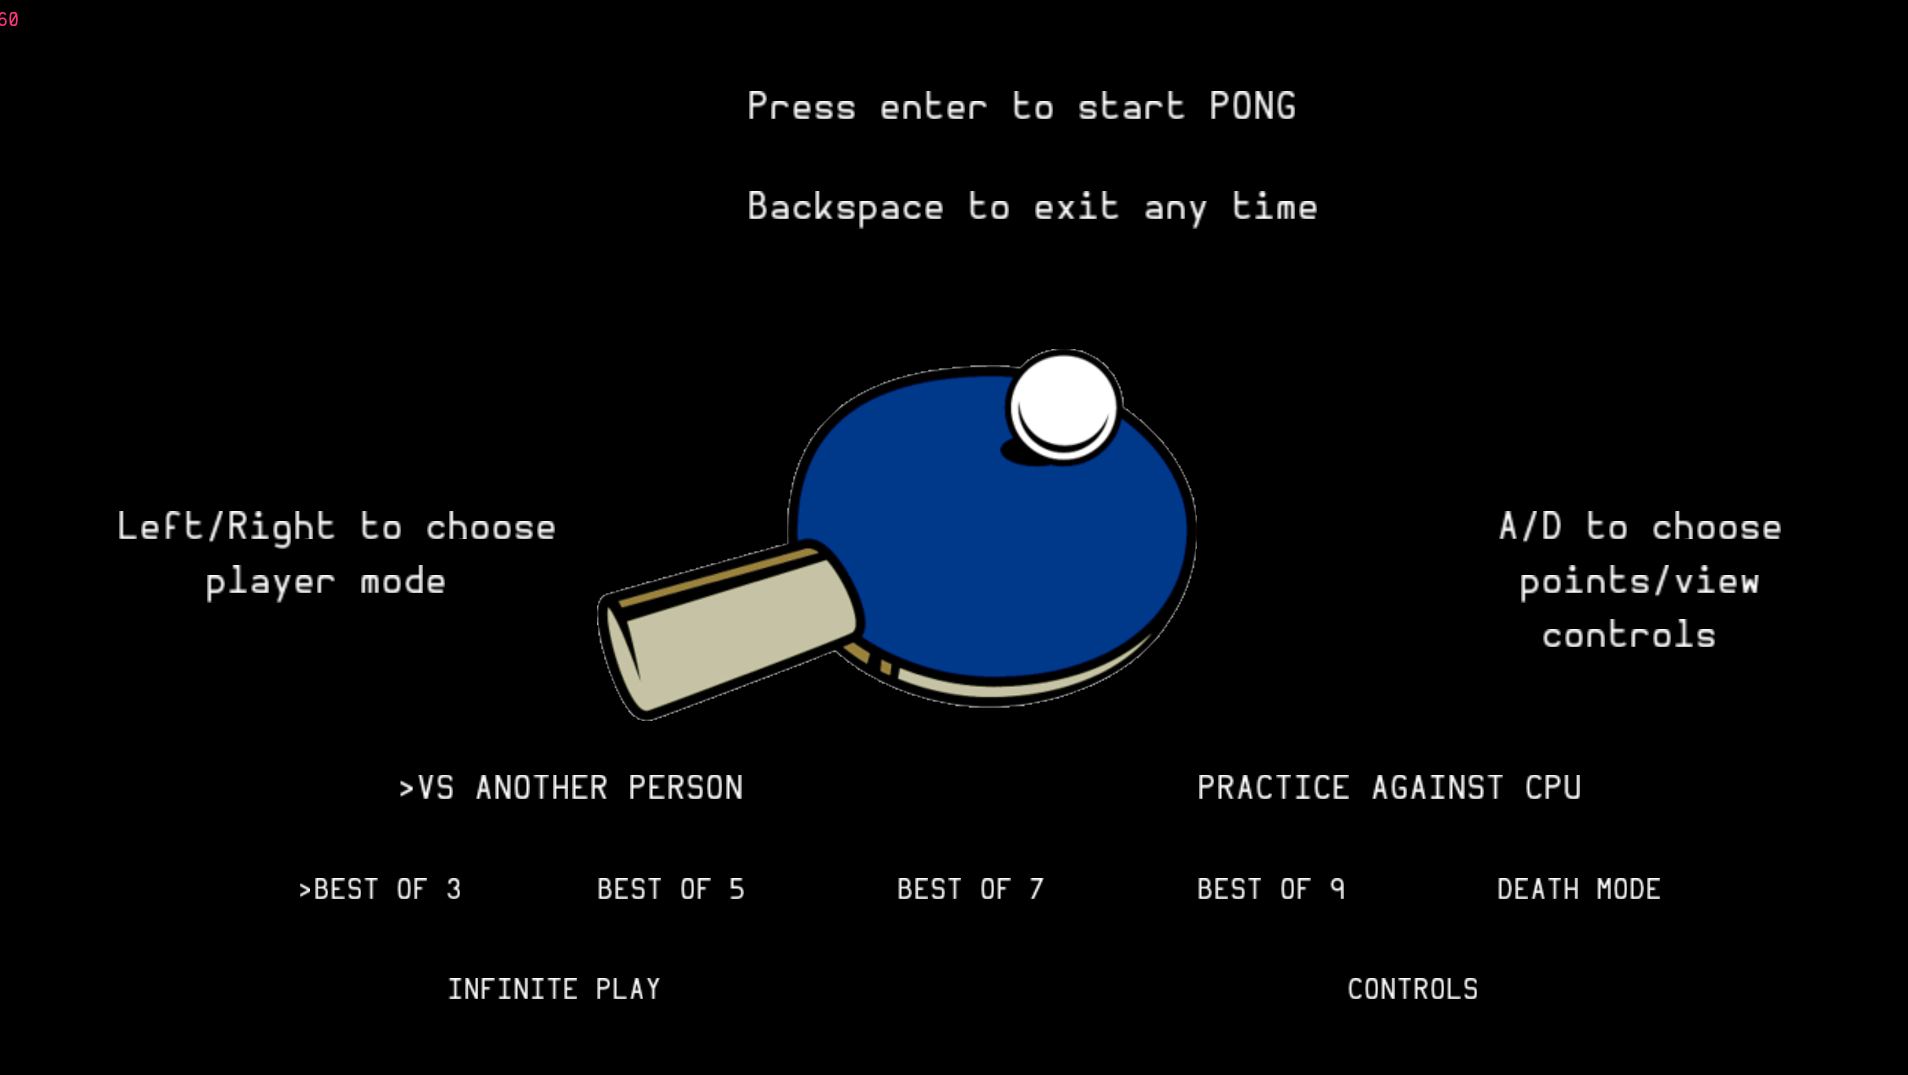 60
Press enter to start PONG
Backspace to exit any time
Left/Right to choose
player mode
A/D to choose
points/view
controls
>VS ANOTHER PERSON
PRACTICE AGAINST CPU
>BEST OF 3
BEST OF 5
BEST OF 7
BEST OF 9
DEATH MODE
INFINITE PLAY
CONTROLS